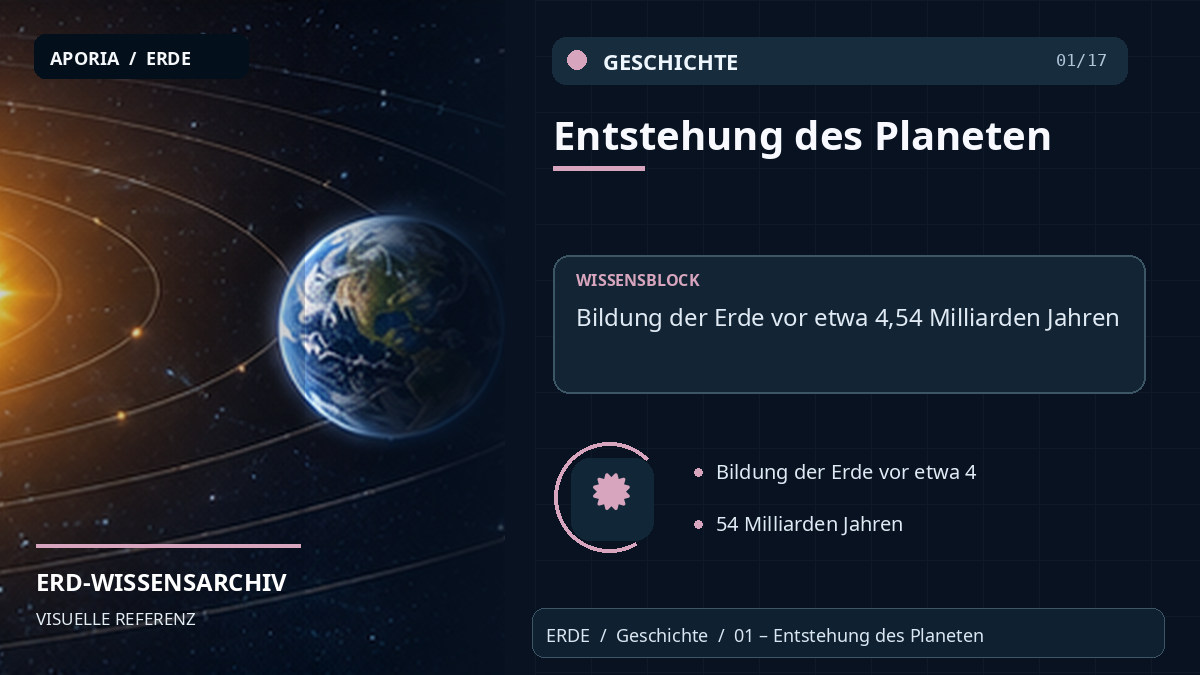 APORIA / ERDE
GESCHICHTE
01/17
Entstehung des Planeten
WISSENSBLOCK
Bildung der Erde vor etwa 4,54 Milliarden Jahren
Bildung der Erde vor etwa 4
54 Milliarden Jahren
ERD-WISSENSARCHIV
VISUELLE REFERENZ
ERDE / Geschichte / 01 – Entstehung des Planeten